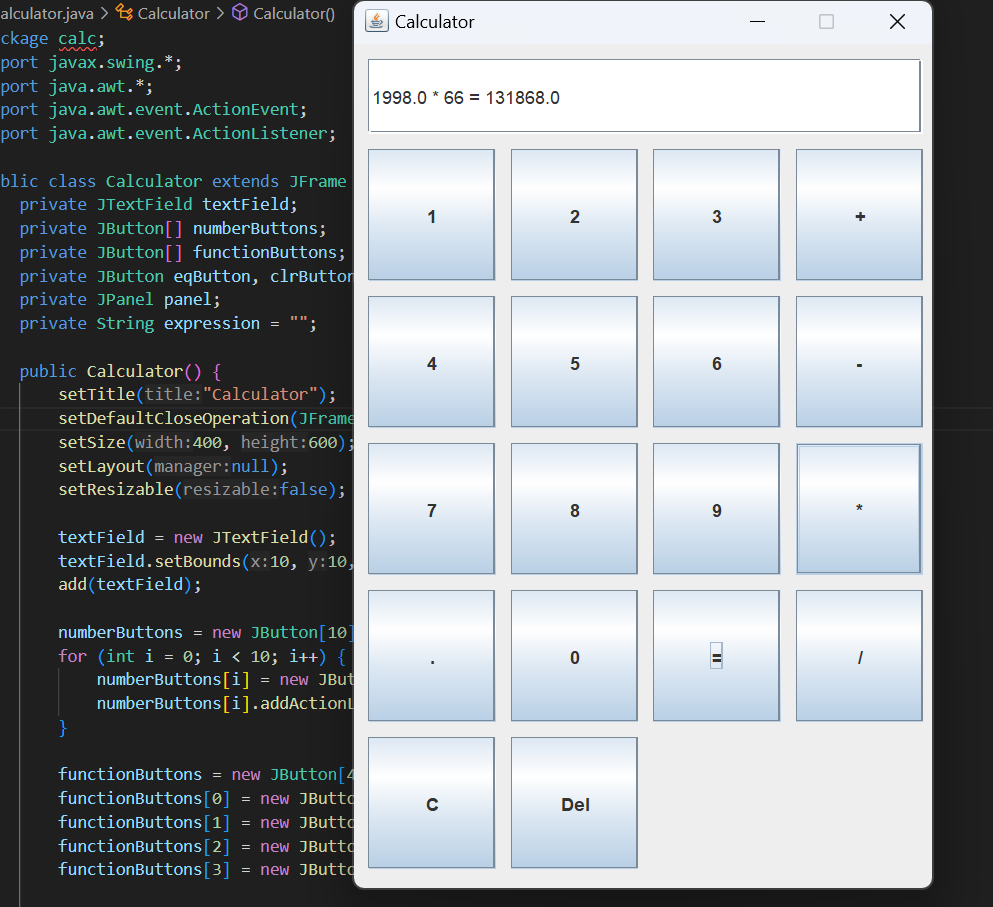 alculator.java > Calculator > Calculator()
ckage calc;
port javax.swing.*;
port java.awt.*;
port java.awt.event.ActionEvent;
port java.awt.event.ActionListener;
blic class Calculator extends JFrame
private JTextField textField;
private JButton[] numberButtons;
private JButton[] functionButtons;
private JButton eqButton, clrButton
private JPanel panel;
private String expression = "";
public Calculator() {
setTitle(title:"Calculator");
setDefaultCloseOperation(JFrame
setSize(width:400, height:600);
setLayout(manager:null);
setResizable(resizable:false);
textField = new JTextField();
textField.setBounds(x:10, y:10,
add(textField);
numberButtons = new JButton[10]
for (int i = 0; i < 10; i++) {
numberButtons[i] = new JBut
numberButtons[i].addActionL
}
functionButtons = new JButton[4
functionButtons[0] = new JButto
functionButtons[1] = new JButto
functionButtons[2] = new JButto
functionButtons[3] = new JButto
Calculator
1998.0 * 66 = 131868.0
1 2 3 +
4 5 6 -
7 8 9 *
. 0 = /
C Del